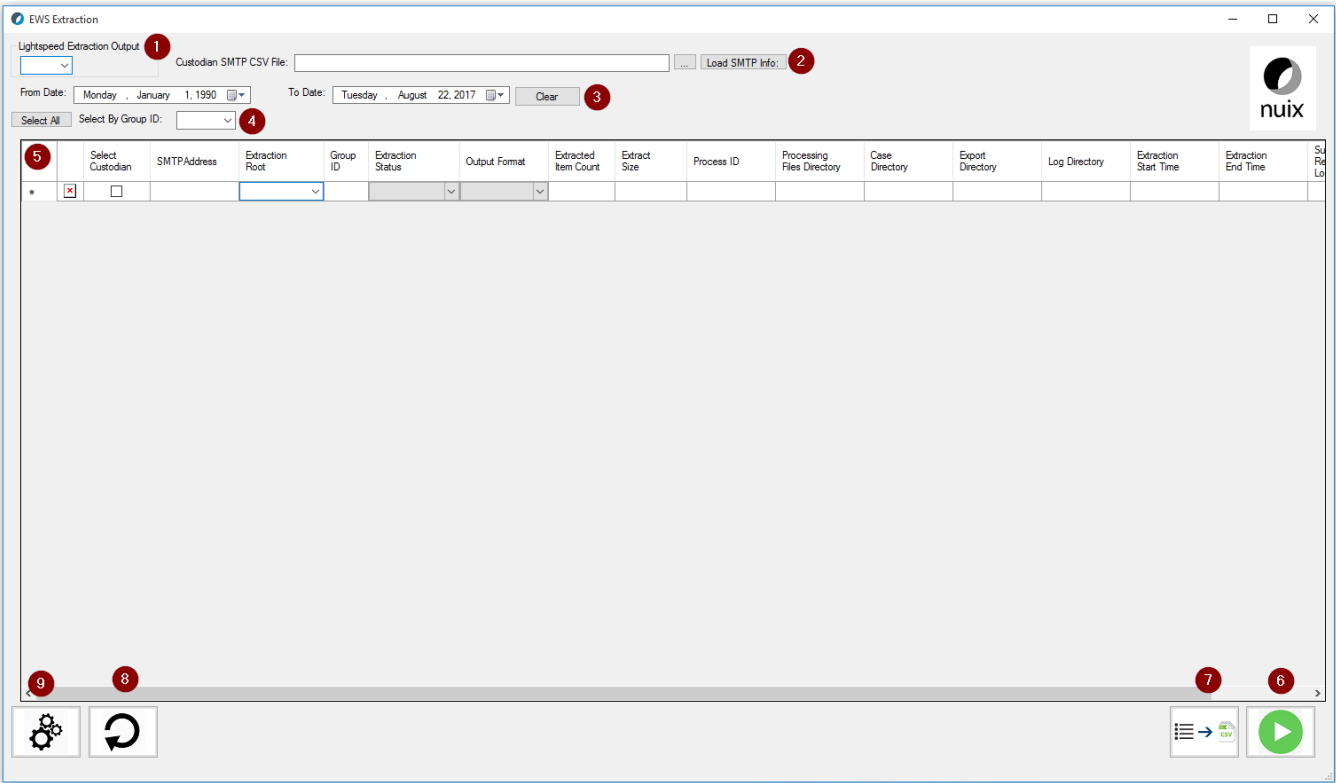 EWS Extraction
Lightspeed Extraction Output 1
Custodian SMTP CSV File: ... Load SMTP Info: 2
From Date: Monday , January 1, 1990 To Date: Tuesday , August 22, 2017 Clear 3
nuix
Select All Select By Group ID: 4
5
Select
Custodian
SMTPAddress
Extraction
Root
Group
ID
Extraction
Status
Output Format
Extracted
Item Count
Extract
Size
Process ID
Processing
Files Directory
Case
Directory
Export
Directory
Log Directory
Extraction
Start Time
Extraction
End Time
Su
Re
Lo
*
9
8
7
6
CSV